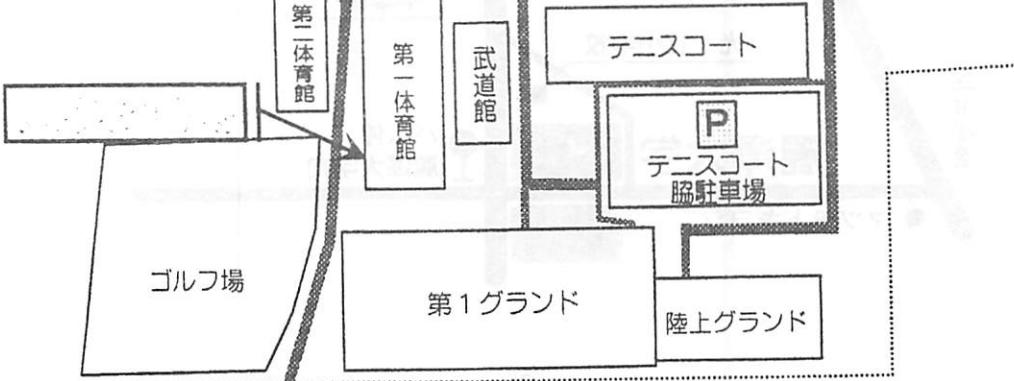 第二体育館
第一体育館
武道館
テニスコート
P
テニスコート
脇駐車場
ゴルフ場
第1グランド
陸上グランド